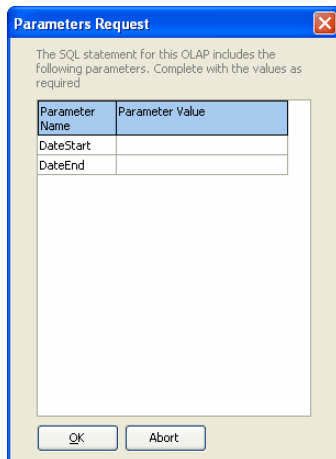 Parameters Request
The SQL statement for this OLAP includes the
following parameters. Complete with the values as
required
Parameter Name	Parameter Value
DateStart
DateEnd
OK	Abort